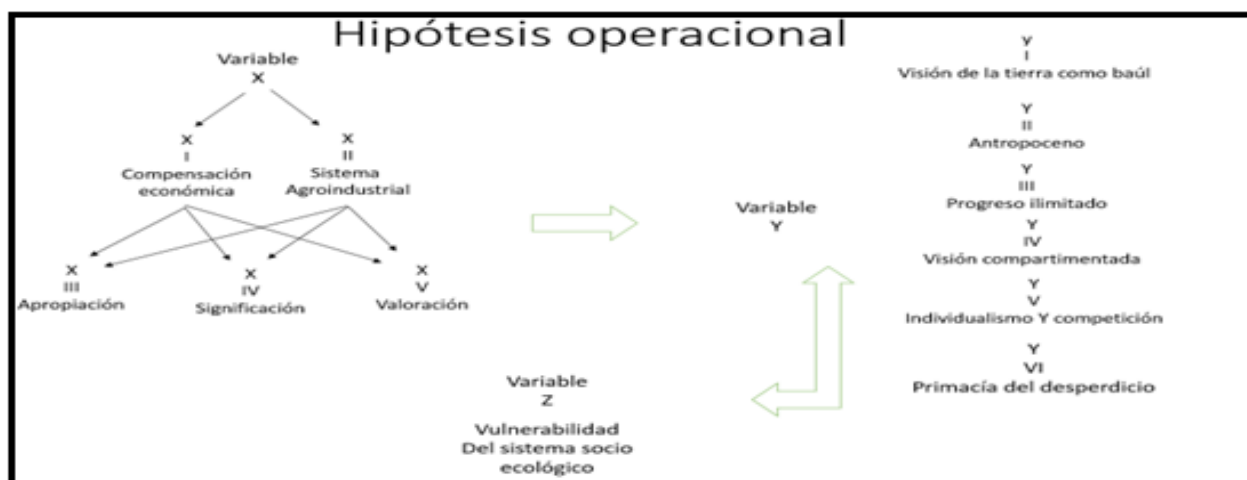 Hipótesis operacional
Variable
X
X
I
Compensación
económica
X
II
Sistema
Agroindustrial
X
III
Apropiación
X
IV
Significación
X
V
Valoración
Variable
Y
y
I
Visión de la tierra como baúl
Y
II
Antropoceno
Y
III
Progreso ilimitado
Y
IV
Visión compartimentada
Y
V
Individualismo Y competición
Y
VI
Primacía del desperdicio
Variable
Z
Vulnerabilidad
Del sistema socio
ecológico